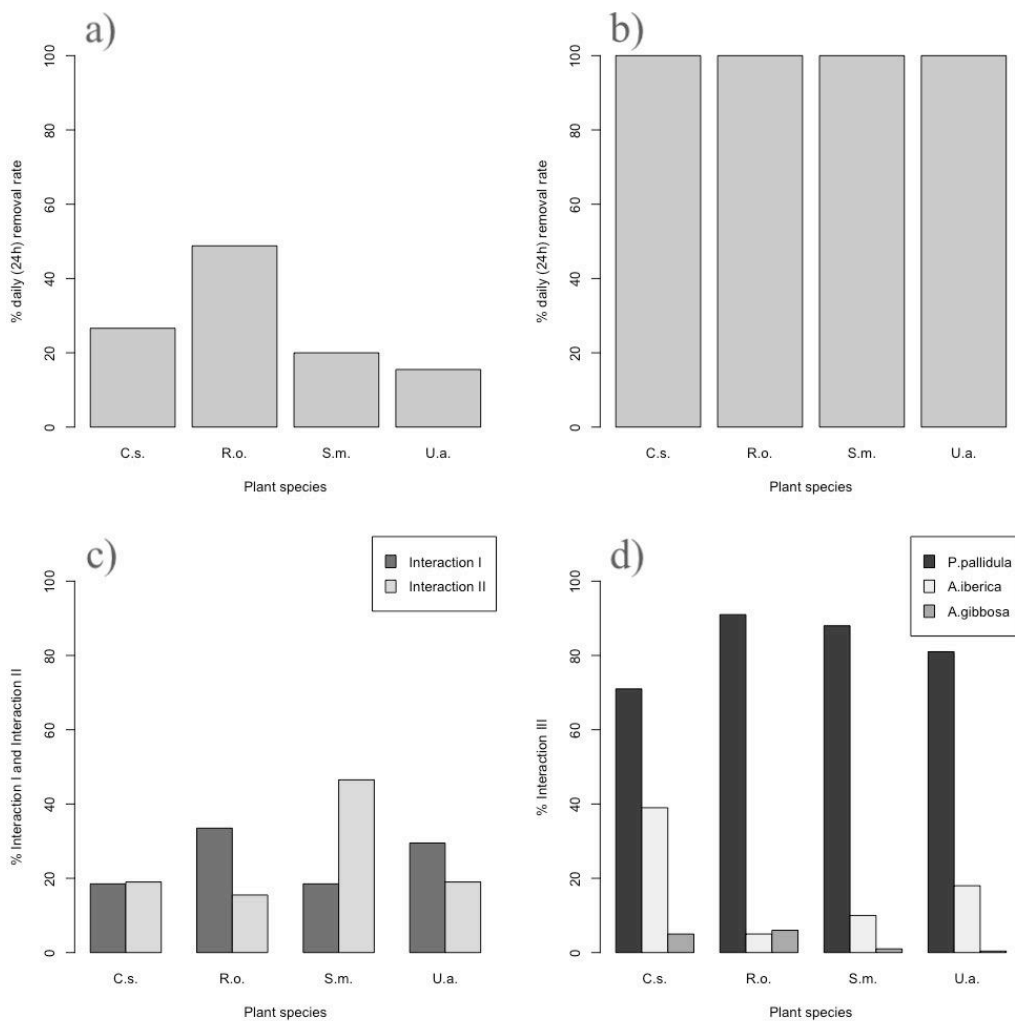 a)
% daily (24h) removal rate
100
80
60
40
20
0
C.s. R.o. S.m. U.a.
Plant species
b)
% daily (24h) removal rate
100
80
60
40
20
0
C.s. R.o. S.m. U.a.
Plant species
c)
Interaction I
Interaction II
% Interaction I and Interaction II
100
80
60
40
20
0
C.s. R.o. S.m. U.a.
Plant species
d)
P.pallidula
A.iberica
A.gibbosa
% Interaction III
100
80
60
40
20
0
C.s. R.o. S.m. U.a.
Plant species